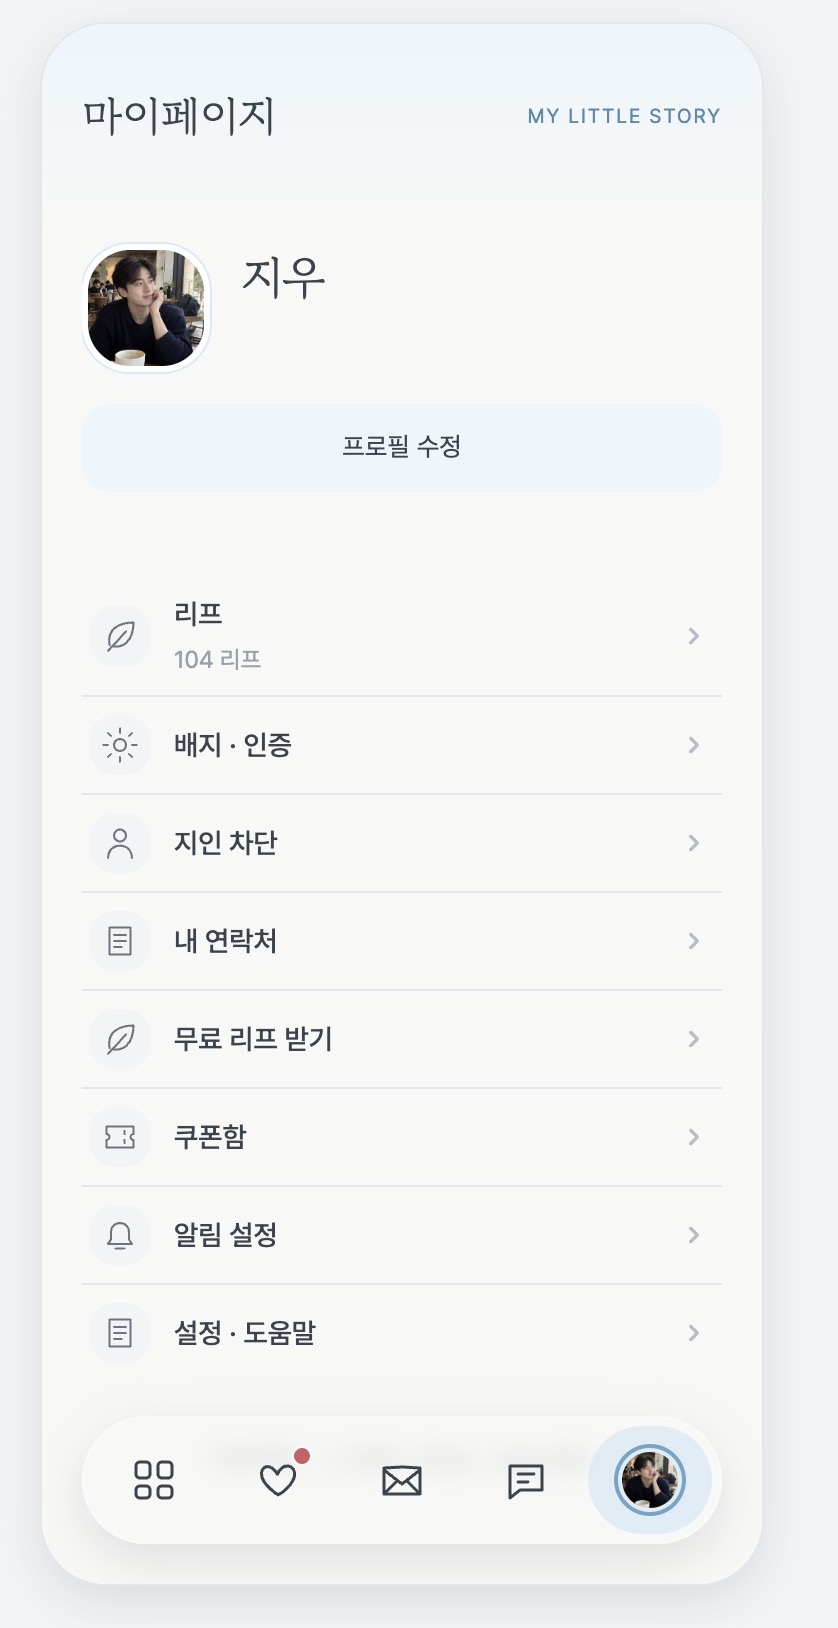 마이페이지
MY LITTLE STORY
지우
프로필 수정
리프
104 리프
배지 · 인증
지인 차단
내 연락처
무료 리프 받기
쿠폰함
알림 설정
설정 · 도움말